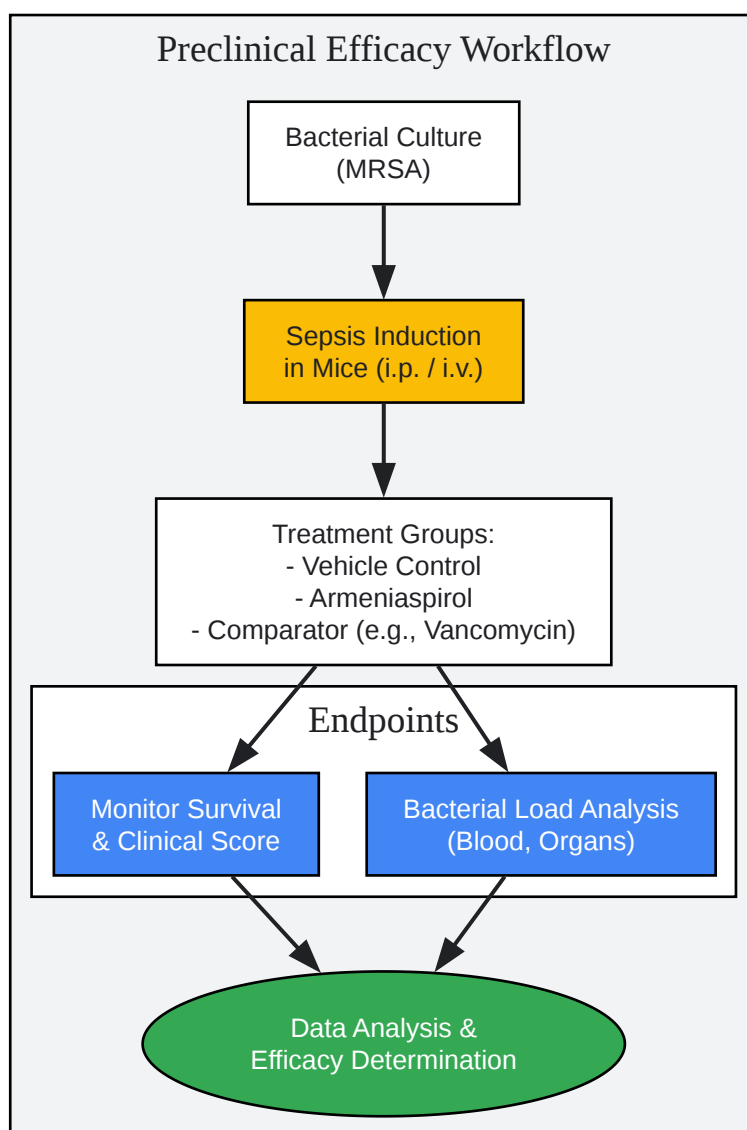 Preclinical Efficacy Workflow
Bacterial Culture
(MRSA)
Sepsis Induction
in Mice (i.p. / i.v.)
Treatment Groups:
- Vehicle Control
- Armeniaspirol
- Comparator (e.g., Vancomycin)
Endpoints
Monitor Survival
& Clinical Score
Bacterial Load Analysis
(Blood, Organs)
Data Analysis &
Efficacy Determination